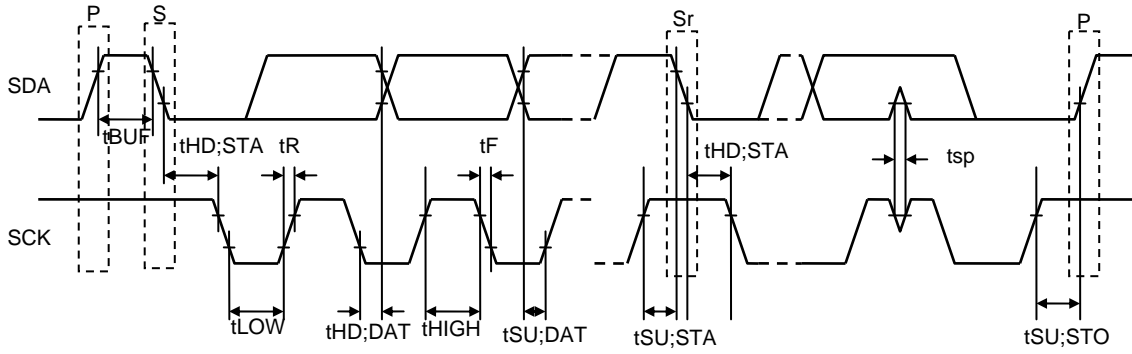 P S Sr P
SDA
tBUF
tHD;STA tR tF tHD;STA tsp
SCK
tLOW tHD;DAT tHIGH tSU;DAT tSU;STA tSU;STO